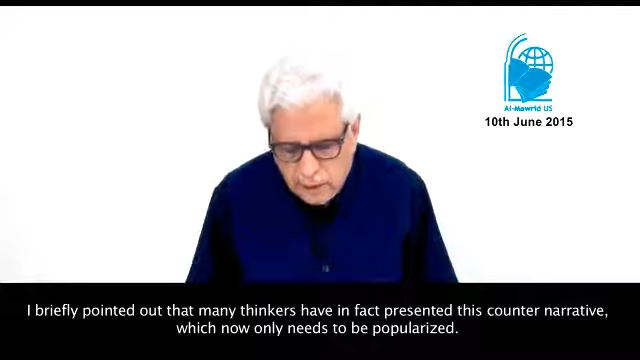 Al-Mawrid US
10th June 2015
I briefly pointed out that many thinkers have in fact presented this counter narrative,
which now only needs to be popularized.